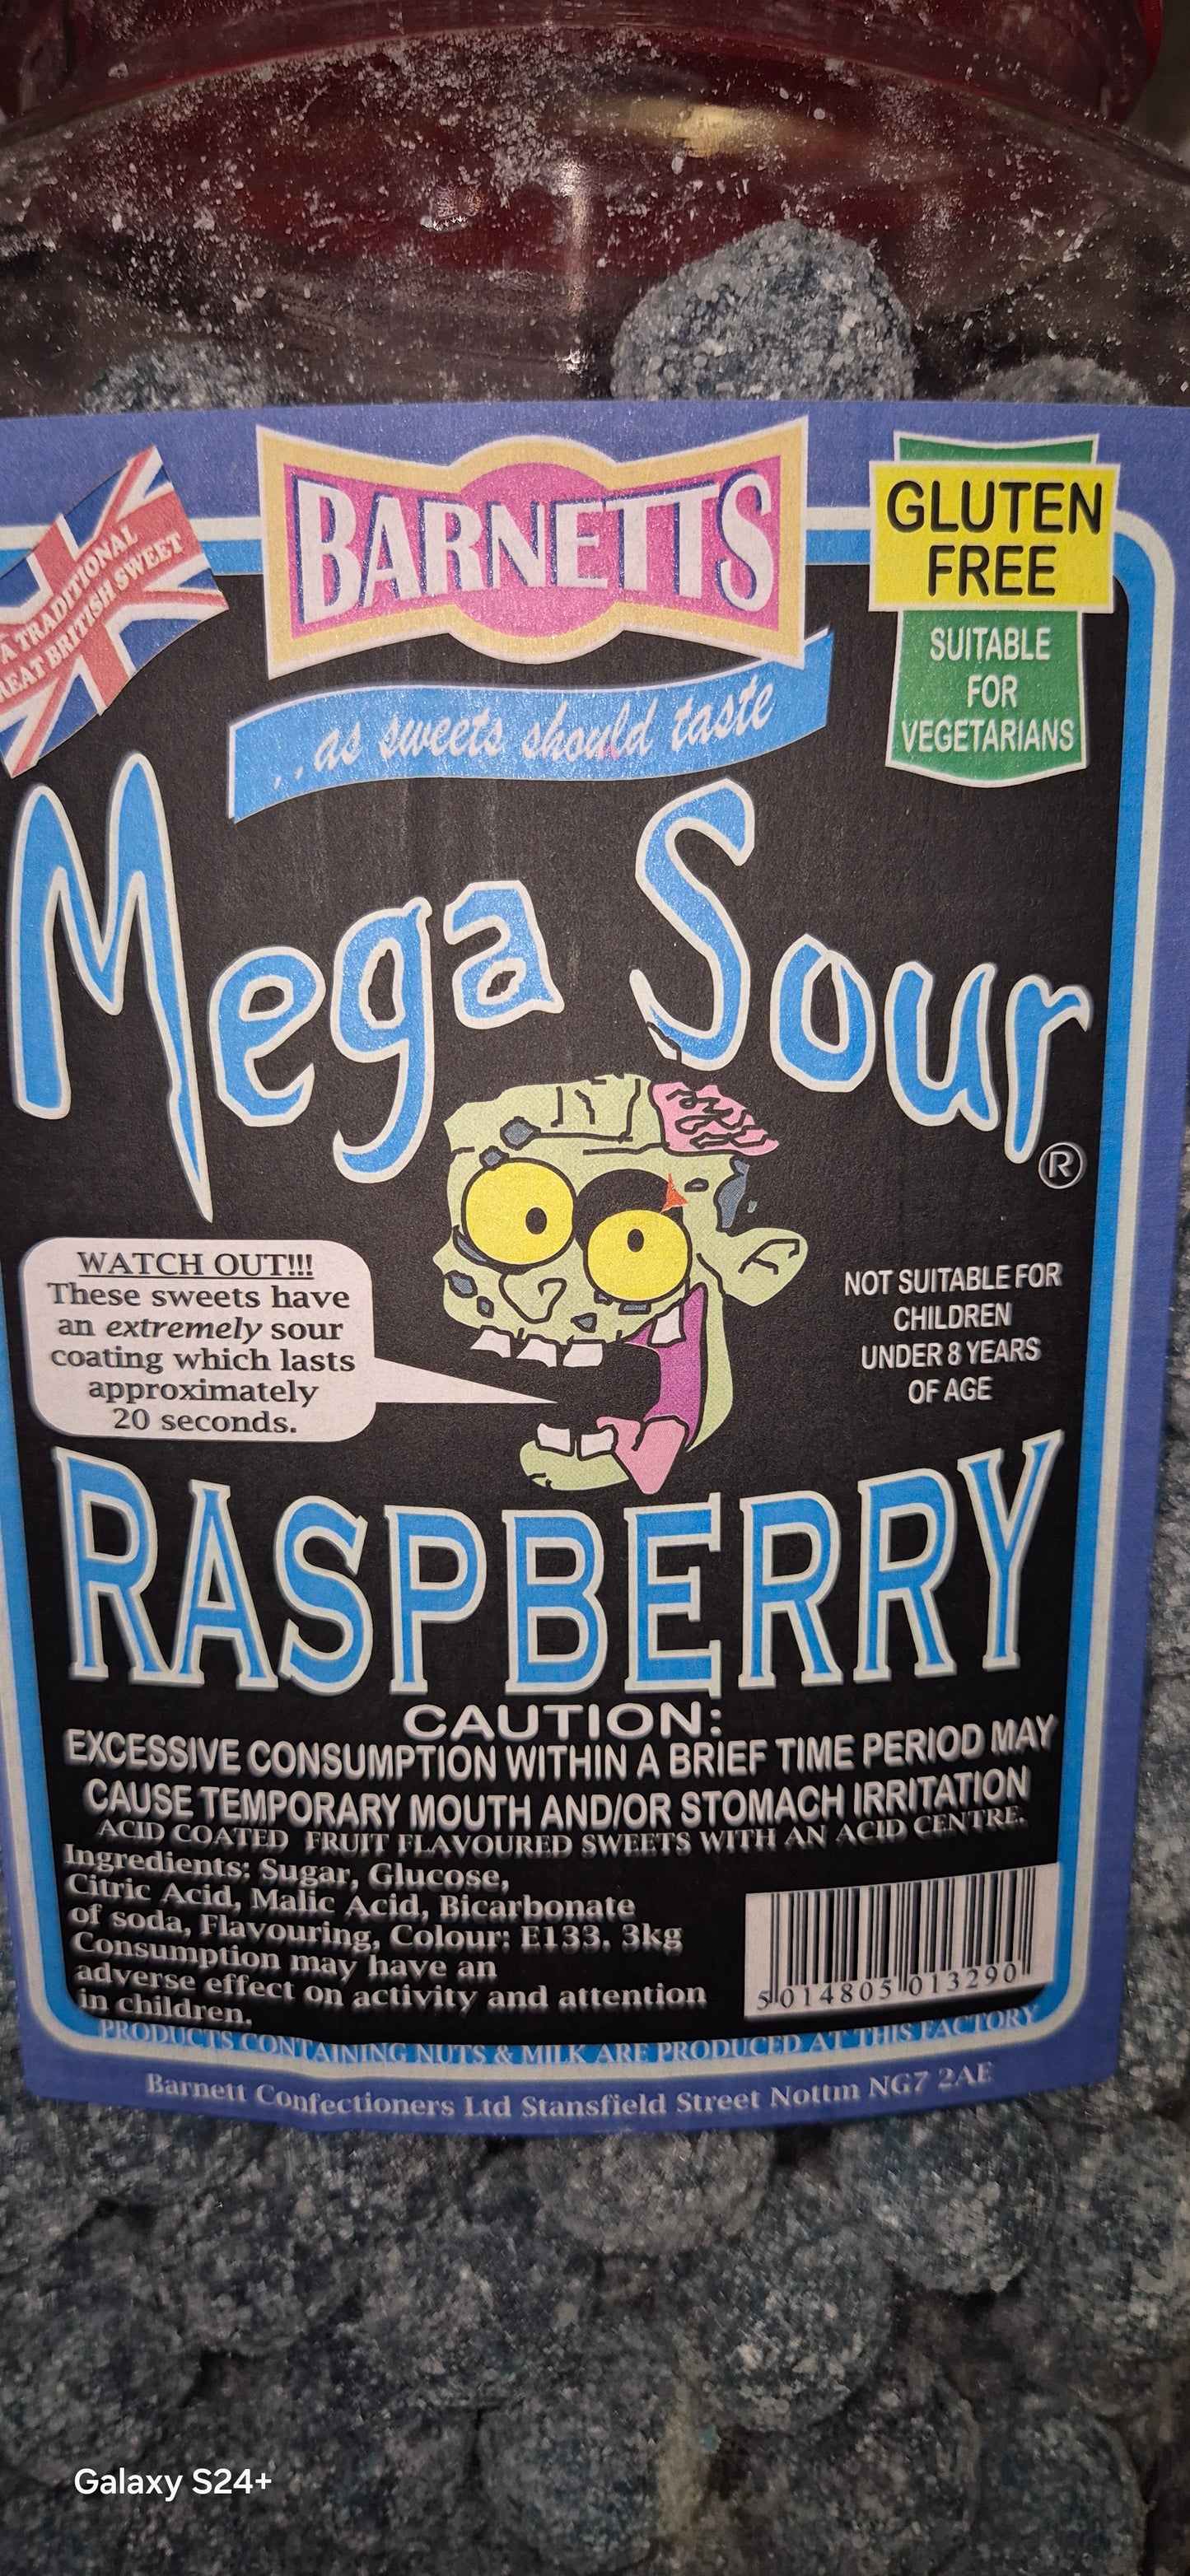 BARNETTS
GLUTEN
FREE
SUITABLE
FOR
VEGETARIANS
A TRADITIONAL
BRITISH SWEET
..as sweets should taste
Mega Sour
®
WATCH OUT!!!
These sweets have
an extremely sour
coating which lasts
approximately
20 seconds.
NOT SUITABLE FOR
CHILDREN
UNDER 8 YEARS
OF AGE
RASPBERRY
CAUTION:
EXCESSIVE CONSUMPTION WITHIN A BRIEF TIME PERIOD MAY
CAUSE TEMPORARY MOUTH AND/OR STOMACH IRRITATION
ACID COATED FRUIT FLAVOURED SWEETS WITH AN ACID CENTRE.
Ingredients: Sugar, Glucose,
Citric Acid, Malic Acid, Bicarbonate
of soda, Flavouring, Colour: E133. 3kg
Consumption may have an
adverse effect on activity and attention
in children.
5 014805 013290
PRODUCTS CONTAINING NUTS & MILK ARE PRODUCED AT THIS FACTORY
Barnett Confectioners Ltd Stansfield Street Nottm NG7 2AE
Galaxy S24+